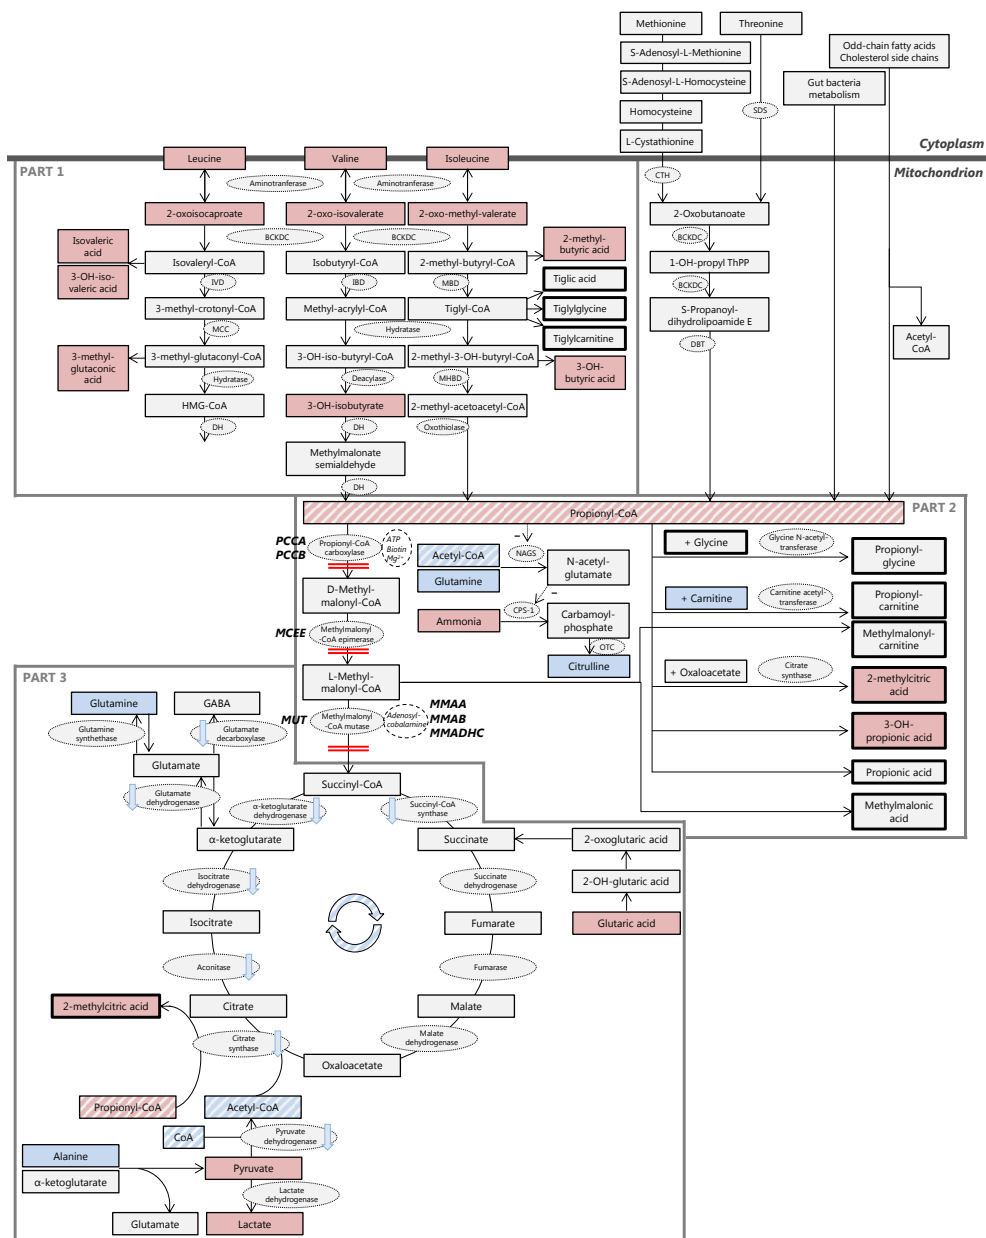 Methionine
Threonine
S-Adenosyl-L-Methionine
Odd-chain fatty acids
Cholesterol side chains
S-Adenosyl-L-Homocysteine
Gut bacteria
metabolism
Homocysteine
SDS
L-Cystathionine
Cytoplasm
Mitochondrion
PART 1
Leucine
Valine
Isoleucine
Aminotranferase
Aminotranferase
CTH
2-oxoisocaproate
2-oxo-isovalerate
2-oxo-methyl-valerate
2-Oxobutanoate
BCKDC
BCKDC
BCKDC
Isovaleric
acid
2-methyl-
butyric acid
Isovaleryl-CoA
Isobutyryl-CoA
2-methyl-butyryl-CoA
1-OH-propyl ThPP
3-OH-iso-
valeric acid
IVD
IBD
MBD
Tiglic acid
BCKDC
3-methyl-crotonyl-CoA
Methyl-acrylyl-CoA
Tiglyl-CoA
Tiglylglycine
S-Propanoyl-
dihydrolipoamide E
MCC
Hydratase
Tiglylcarnitine
DBT
Acetyl-
CoA
3-methyl-
glutaconic
acid
3-methyl-glutaconyl-CoA
3-OH-iso-butyryl-CoA
2-methyl-3-OH-butyryl-CoA
3-OH-
butyric acid
Hydratase
Deacylase
MHBD
HMG-CoA
3-OH-isobutyrate
2-methyl-acetoacetyl-CoA
DH
DH
Oxothiolase
Methylmalonate
semialdehyde
DH
PART 2
Propionyl-CoA
PCCA
PCCB
Propionyl-CoA
carboxylase
ATP
Biotin
Mg²⁺
–
NAGS
Acetyl-CoA
Glutamine
N-acetyl-
glutamate
+ Glycine
Glycine N-acetyl-
transferase
Propionyl-
glycine
D-Methyl-
malonyl-CoA
–
CPS-1
+ Carnitine
Carnitine acetyl-
transferase
Propionyl-
carnitine
MCEE
Methylmalonyl
-CoA epimerase
Ammonia
Carbamoyl-
phosphate
OTC
Methylmalonyl-
carnitine
Citrulline
L-Methyl-
malonyl-CoA
+ Oxaloacetate
Citrate
synthase
2-methylcitric
acid
PART 3
Glutamine
GABA
MUT
Methylmalonyl
-CoA mutase
Adenosyl-
cobalamine
MMAA
MMAB
MMADHC
3-OH-
propionic acid
Glutamine
synthethase
Glutamate
decarboxylase
Glutamate
Propionic acid
Succinyl-CoA
Glutamate
dehydrogenase
α-ketoglutarate
dehydrogenase
Succinyl-CoA
synthase
Methylmalonic
acid
α-ketoglutarate
Succinate
2-oxoglutaric acid
Isocitrate
dehydrogenase
Succinate
dehydrogenase
2-OH-glutaric acid
Isocitrate
Fumarate
Glutaric acid
Aconitase
Fumarase
2-methylcitric acid
Citrate
Malate
Citrate
synthase
Malate
dehydrogenase
Oxaloacetate
Propionyl-CoA
Acetyl-CoA
CoA
Pyruvate
dehydrogenase
Alanine
Pyruvate
α-ketoglutarate
Lactate
dehydrogenase
Glutamate
Lactate